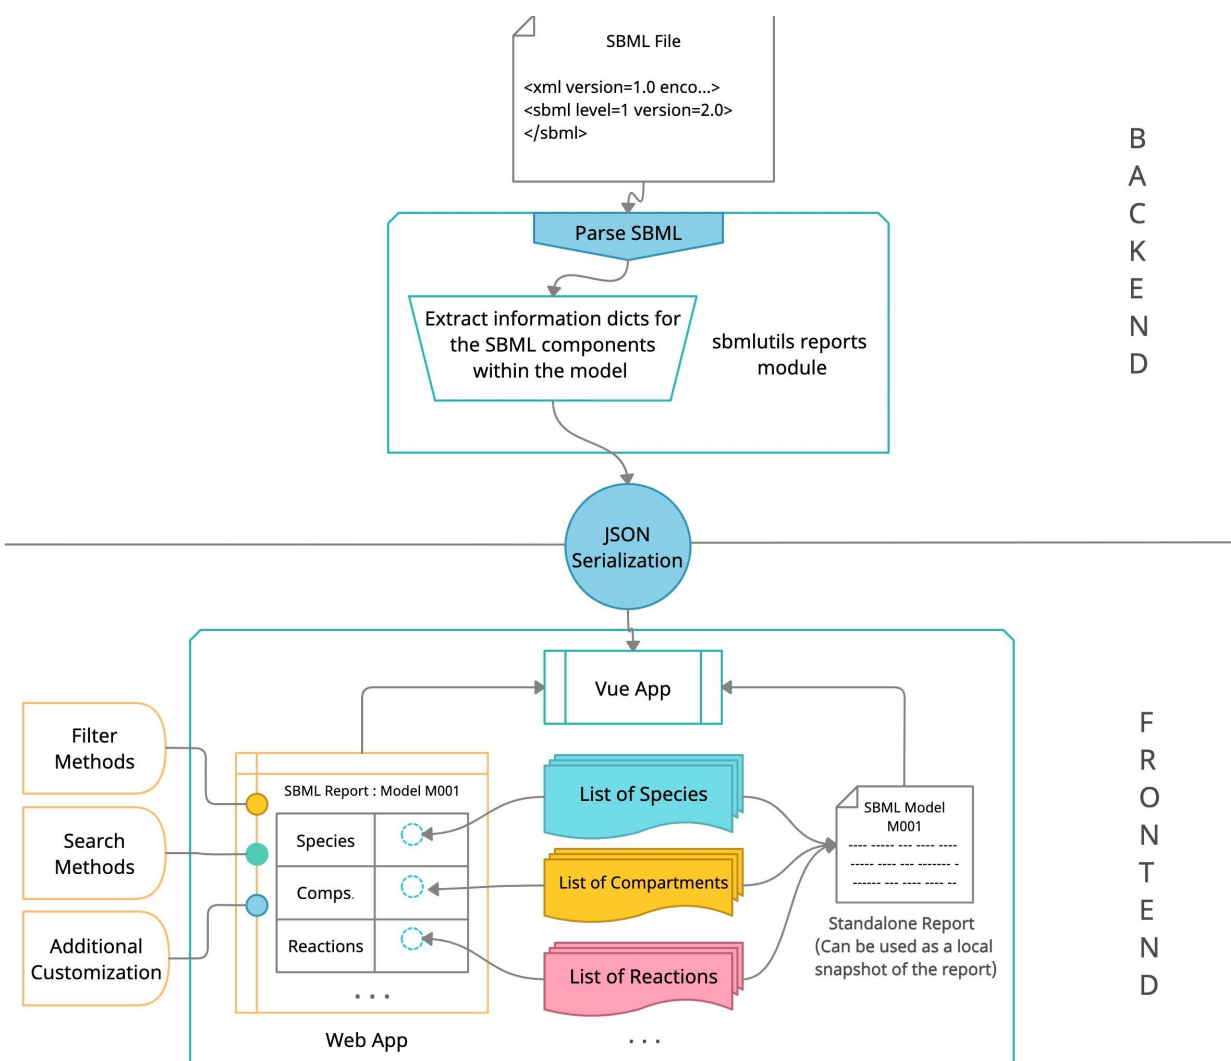 SBML File
<xml version=1.0 enco...>
<sbml level=1 version=2.0>
</sbml>
B
A
C
K
E
N
D
Parse SBML
Extract information dicts for
the SBML components
within the model
sbmlutils reports
module
JSON
Serialization
Vue App
F
R
O
N
T
E
N
D
Filter
Methods
Search
Methods
Additional
Customization
SBML Report : Model M001
Species
Comps.
Reactions
. . .
Web App
List of Species
List of Compartments
List of Reactions
. . .
SBML Model
M001
---- ----- --- ---- ----
----- ---- --- ------- -
------ --- ---- ---- --
Standalone Report
(Can be used as a local
snapshot of the report)